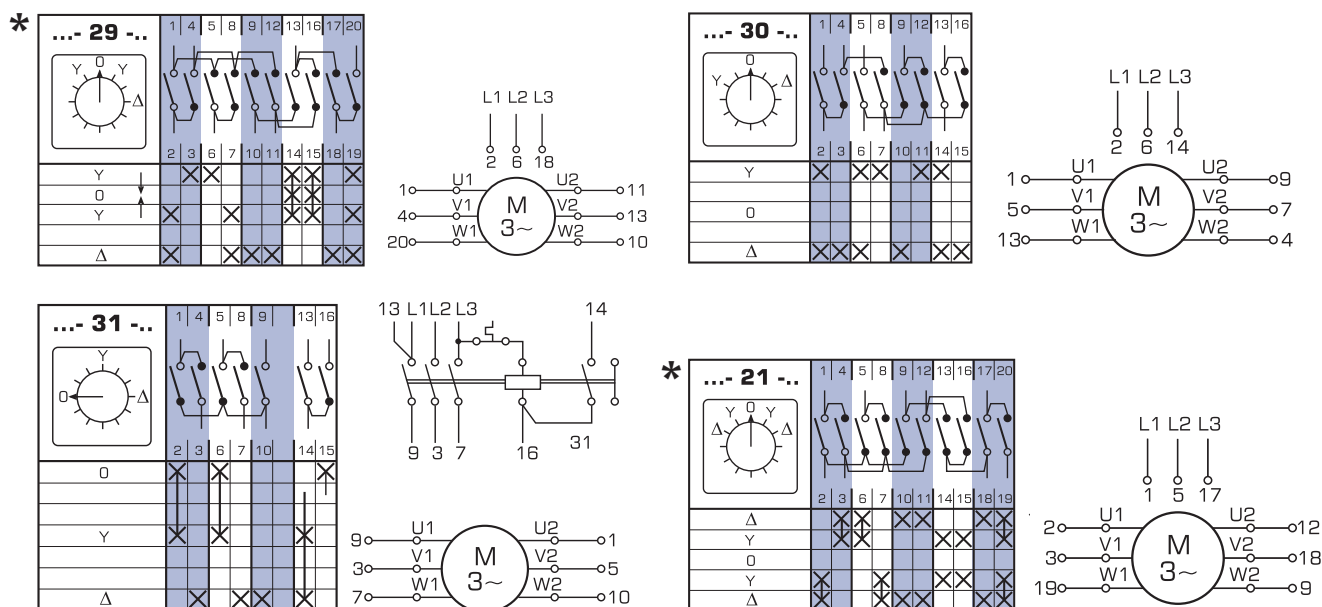 *
...- 29 -..
1 4 5 8 9 12 13 16 17 20
Y 0 Y
Δ
2 3 6 7 10 11 14 15 18 19
Y
0
Y
Δ
L1 L2 L3
2 6 18
1 U1 U2 11
4 V1 M V2 13
20 W1 3~ W2 10
...- 30 -..
1 4 5 8 9 12 13 16
Y 0
Δ
2 3 6 7 10 11 14 15
Y
0
Δ
L1 L2 L3
2 6 14
1 U1 U2 9
5 V1 M V2 7
13 W1 3~ W2 4
...- 31 -..
1 4 5 8 9 13 16
Y
0 Δ
2 3 6 7 10 14 15
0
Y
Δ
13 L1 L2 L3 14
9 3 7 16 31
9 U1 U2 1
3 V1 M V2 5
7 W1 3~ W2 10
*
...- 21 -..
1 4 5 8 9 12 13 16 17 20
Y 0 Y
Δ Δ
2 3 6 7 10 11 14 15 18 19
Δ
Y
0
Y
Δ
L1 L2 L3
1 5 17
2 U1 U2 12
3 V1 M V2 18
19 W1 3~ W2 9